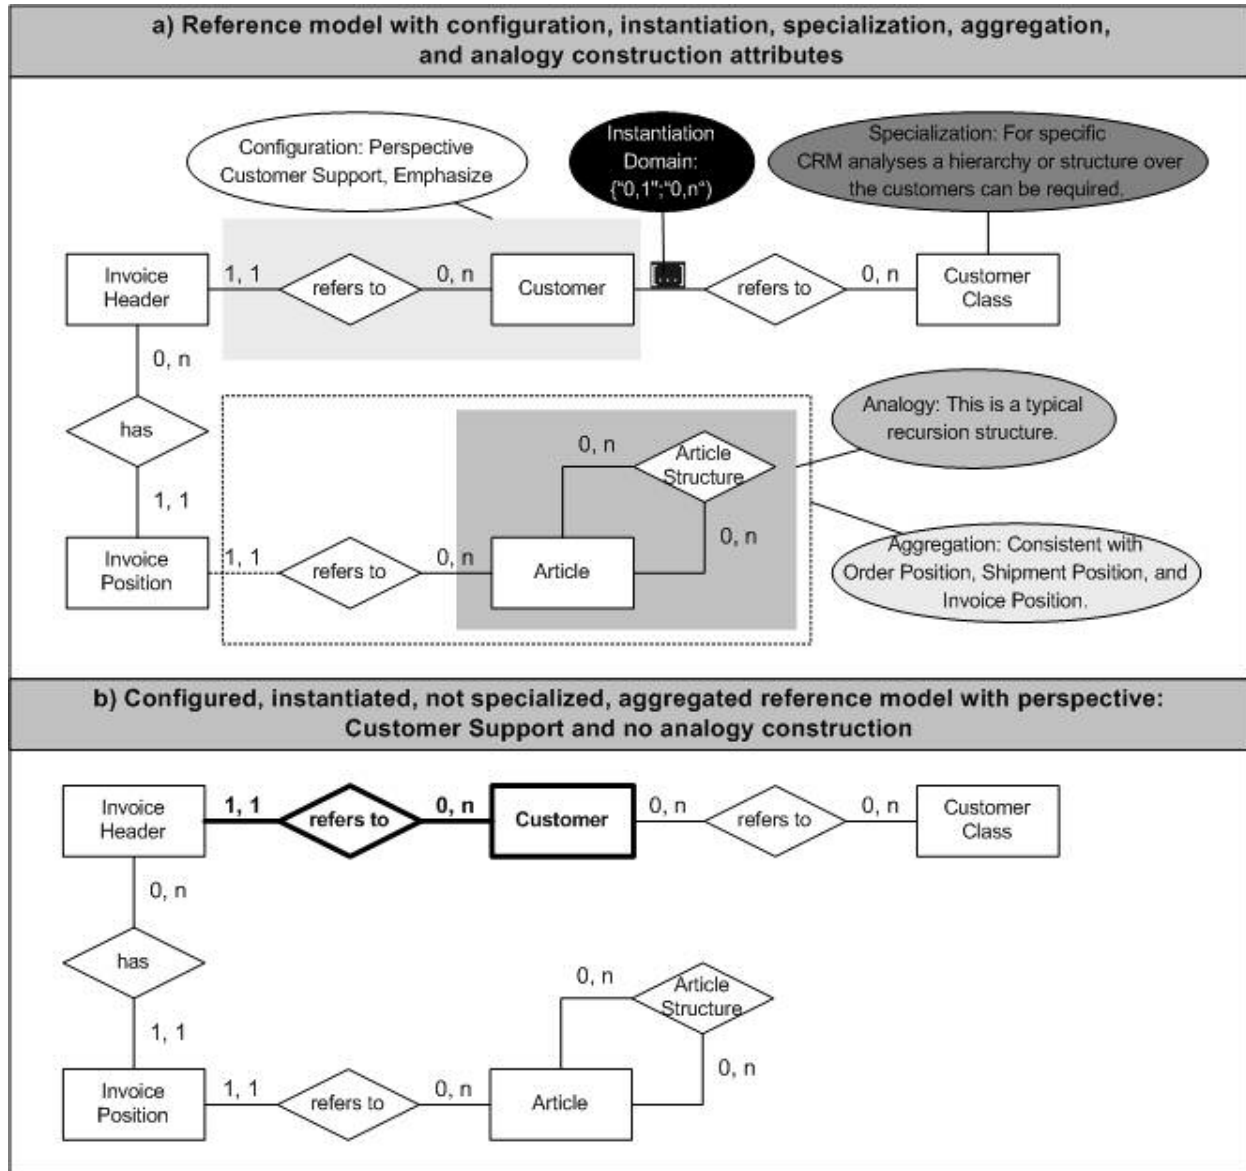 a) Reference model with configuration, instantiation, specialization, aggregation,
and analogy construction attributes
Configuration: Perspective
Customer Support, Emphasize
Instantiation
Domain:
{“0,1";“0,n“)
Specialization: For specific
CRM analyses a hierarchy or structure over
the customers can be required.
Invoice
Header
1, 1
refers to
0, n
Customer
[...]
refers to
0, n
Customer
Class
0, n
has
1, 1
Analogy: This is a typical
recursion structure.
0, n
Article
Structure
0, n
Invoice
Position
1, 1
refers to
0, n
Article
Aggregation: Consistent with
Order Position, Shipment Position, and
Invoice Position.
b) Configured, instantiated, not specialized, aggregated reference model with perspective:
Customer Support and no analogy construction
Invoice
Header
1, 1
refers to
0, n
Customer
0, n
refers to
0, n
Customer
Class
0, n
has
1, 1
0, n
Article
Structure
0, n
Invoice
Position
1, 1
refers to
0, n
Article